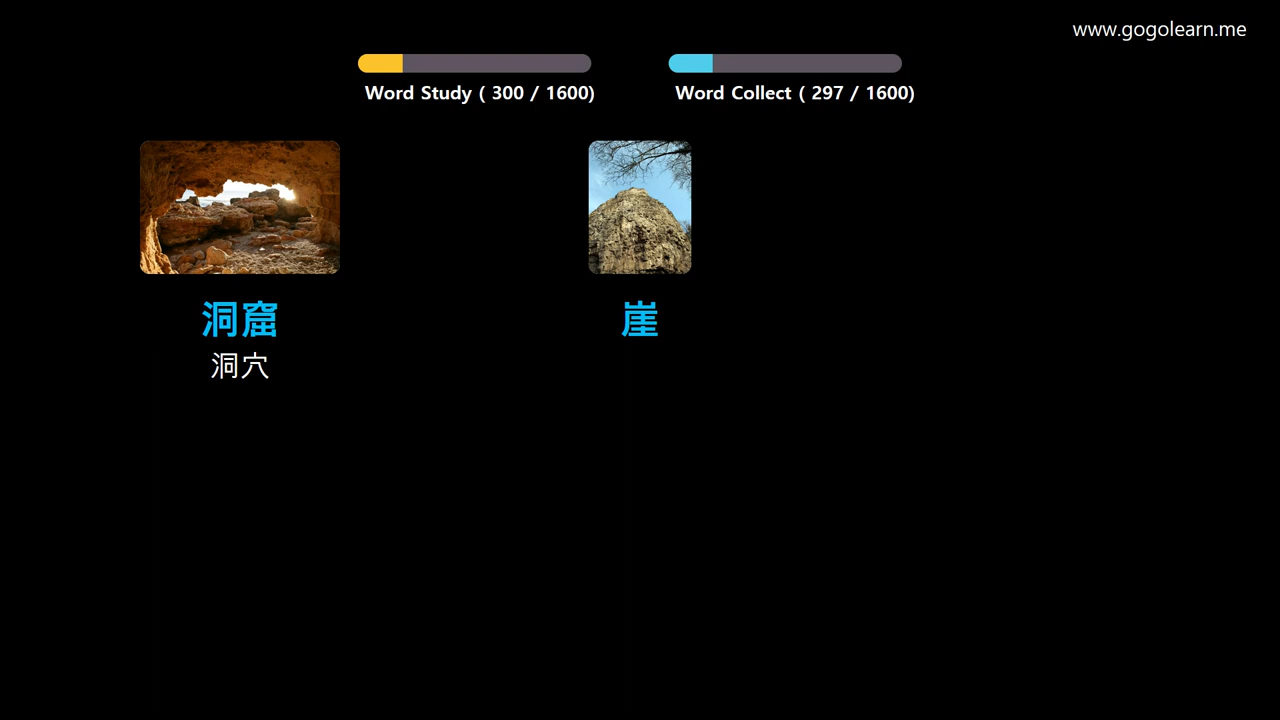 www.gogolearn.me
Word Study ( 300 / 1600)
Word Collect ( 297 / 1600)
洞窟
洞穴
崖